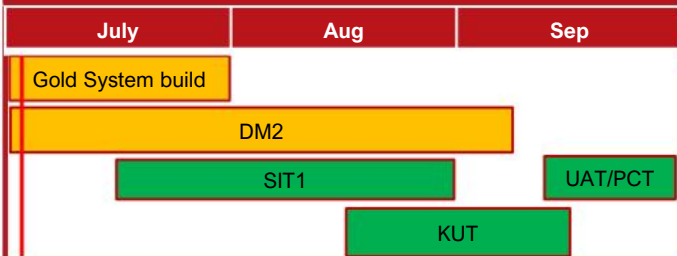 July Aug Sep
Gold System build
DM2
SIT1 UAT/PCT
KUT